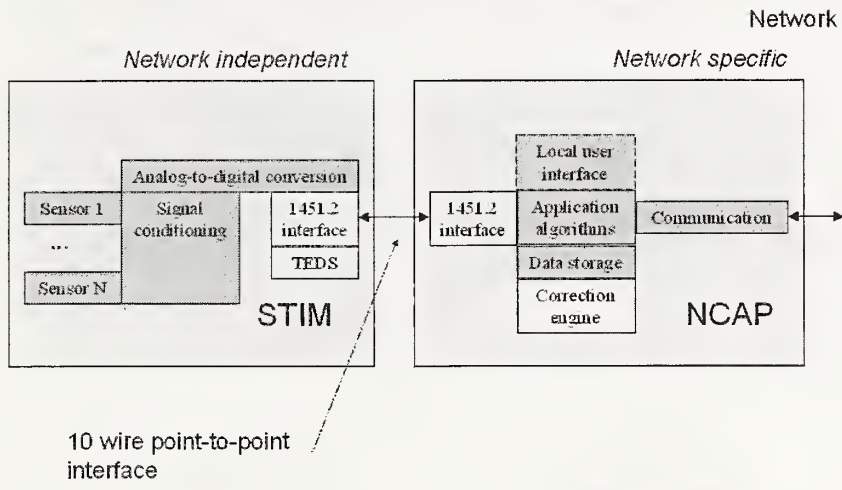 Network
Network independent
Network specific
Analog-to-digital conversion
Sensor 1
...
Sensor N
Signal
conditioning
1451.2
interface
TEDS
STIM
1451.2
interface
Local user
interface
Application
algorithms
Data storage
Correction
engine
Communication
NCAP
10 wire point-to-point
interface